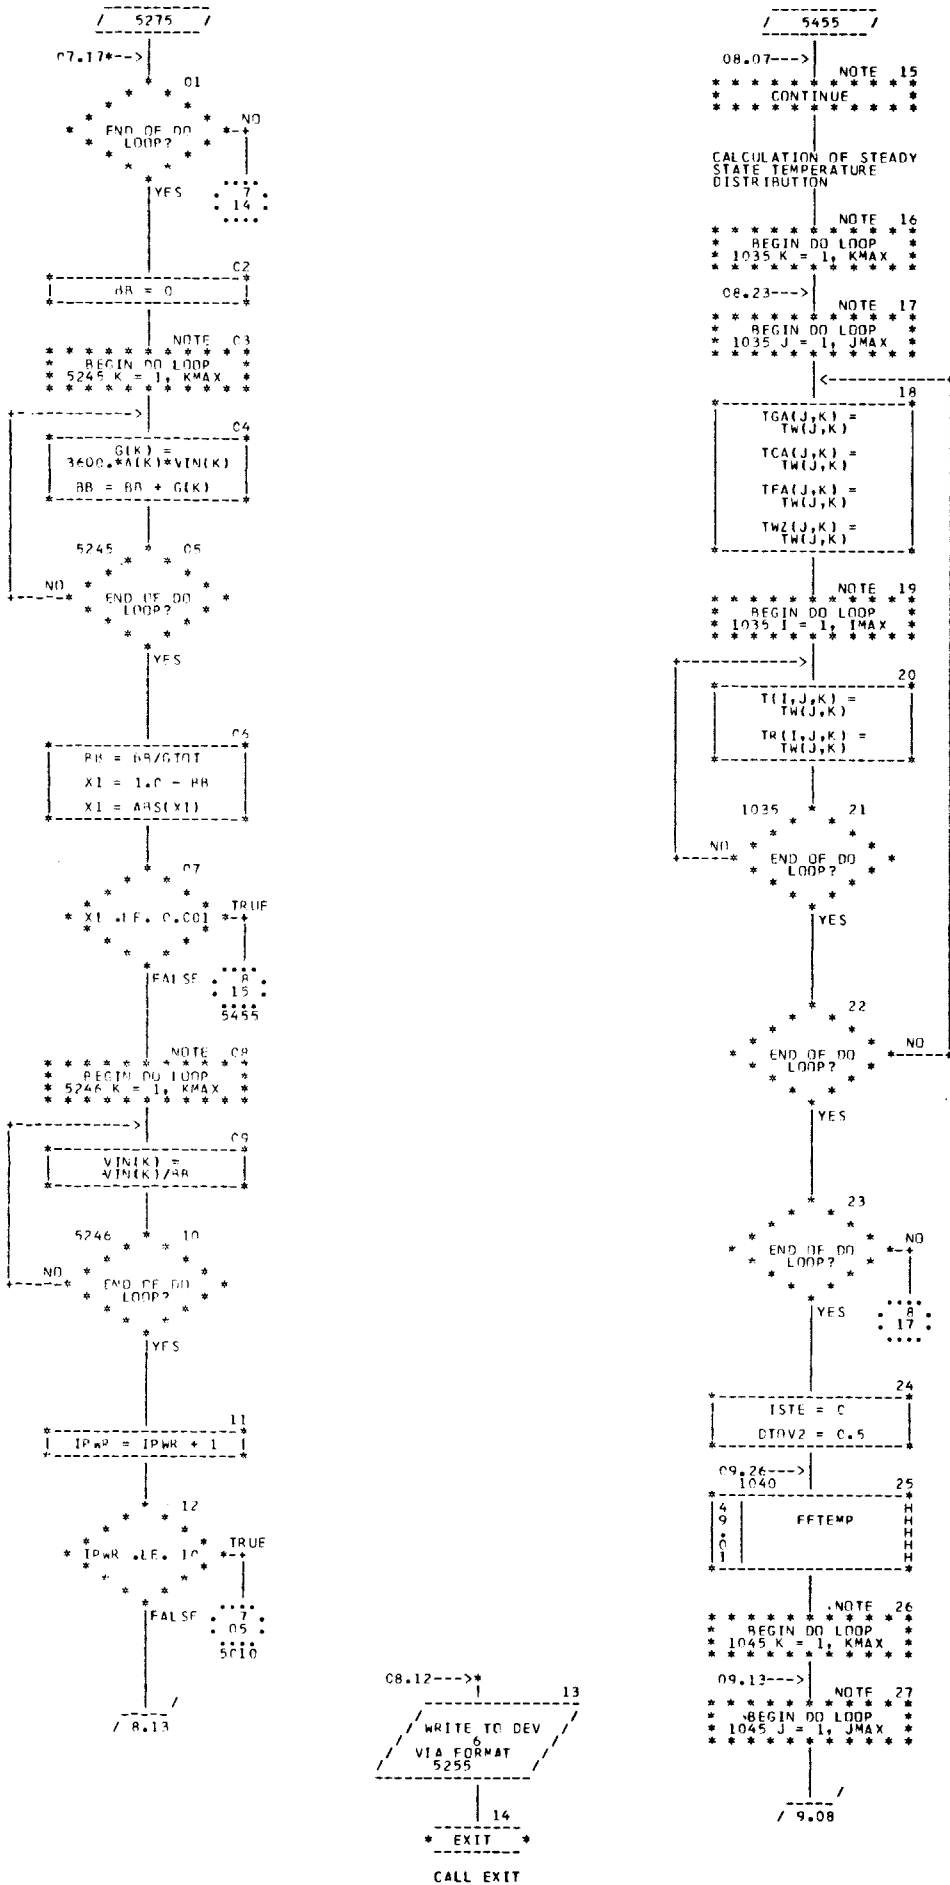 / 5275 /
07.17*-->
01
END OF DO
LOOP?
NO
7
14
YES
02
BB = 0
NOTE 03
BEGIN DO LOOP
5245 K = 1, KMAX
04
G(K) =
3600.*A(K)*VIN(K)
BB = BB + G(K)
5245 05
NO
END OF DO
LOOP?
YES
06
BB = BB/GTOT
X1 = 1.0 - BB
X1 = ABS(X1)
07
X1 .LE. 0.001
TRUE
FALSE
8
15
5455
NOTE 08
BEGIN DO LOOP
5246 K = 1, KMAX
09
VIN(K) =
VIN(K)/BB
5246 10
NO
END OF DO
LOOP?
YES
11
IPWR = IPWR + 1
12
IPWR .LE. 10
TRUE
FALSE
7
05
5010
/ 8.13 /
08.12--->*
13
WRITE TO DEV
6
VIA FORMAT
5255
14
* EXIT *
CALL EXIT
/ 5455 /
08.07--->
NOTE 15
CONTINUE
CALCULATION OF STEADY
STATE TEMPERATURE
DISTRIBUTION
NOTE 16
BEGIN DO LOOP
1035 K = 1, KMAX
08.23--->
NOTE 17
BEGIN DO LOOP
1035 J = 1, JMAX
18
TGA(J,K) =
TW(J,K)
TCA(J,K) =
TW(J,K)
TFA(J,K) =
TW(J,K)
TWZ(J,K) =
TW(J,K)
NOTE 19
BEGIN DO LOOP
1035 I = 1, IMAX
20
T(I,J,K) =
TW(J,K)
TR(I,J,K) =
TW(J,K)
1035 21
NO
END OF DO
LOOP?
YES
22
END OF DO
LOOP?
NO
YES
23
END OF DO
LOOP?
NO
YES
8
17
24
ISTE = 0
DTOV2 = 0.5
09.26--->
1040
25
49.01
FFTEMP
HHHHH
NOTE 26
BEGIN DO LOOP
1045 K = 1, KMAX
09.13--->
NOTE 27
BEGIN DO LOOP
1045 J = 1, JMAX
/ 9.08 /